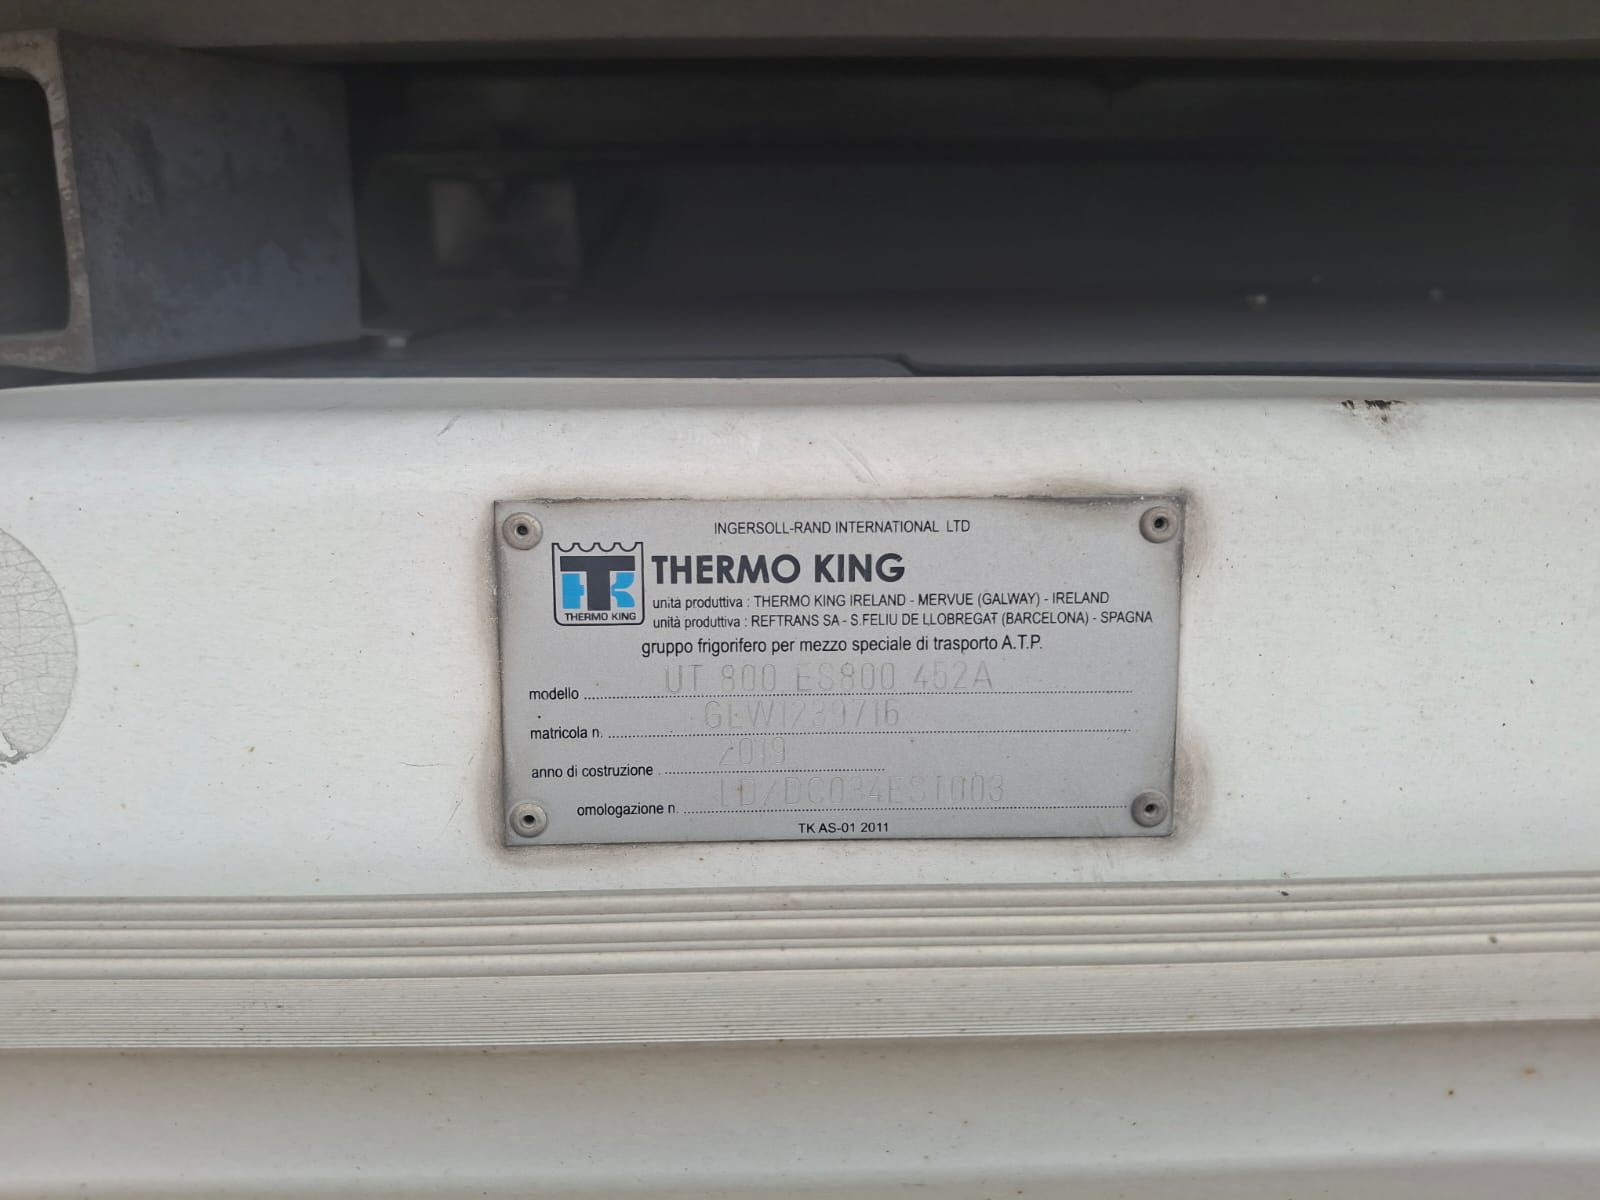 INGERSOLL-RAND INTERNATIONAL LTD
THERMO KING
THERMO KING
unità produttiva : THERMO KING IRELAND - MERVUE (GALWAY) - IRELAND
unità produttiva : REFTRANS SA - S.FELIU DE LLOBREGAT (BARCELONA) - SPAGNA
gruppo frigorifero per mezzo speciale di trasporto A.T.P.
modello UT 800 ES800 452A
matricola n.
anno di costruzione 2019
omologazione n.
TK AS-01 2011